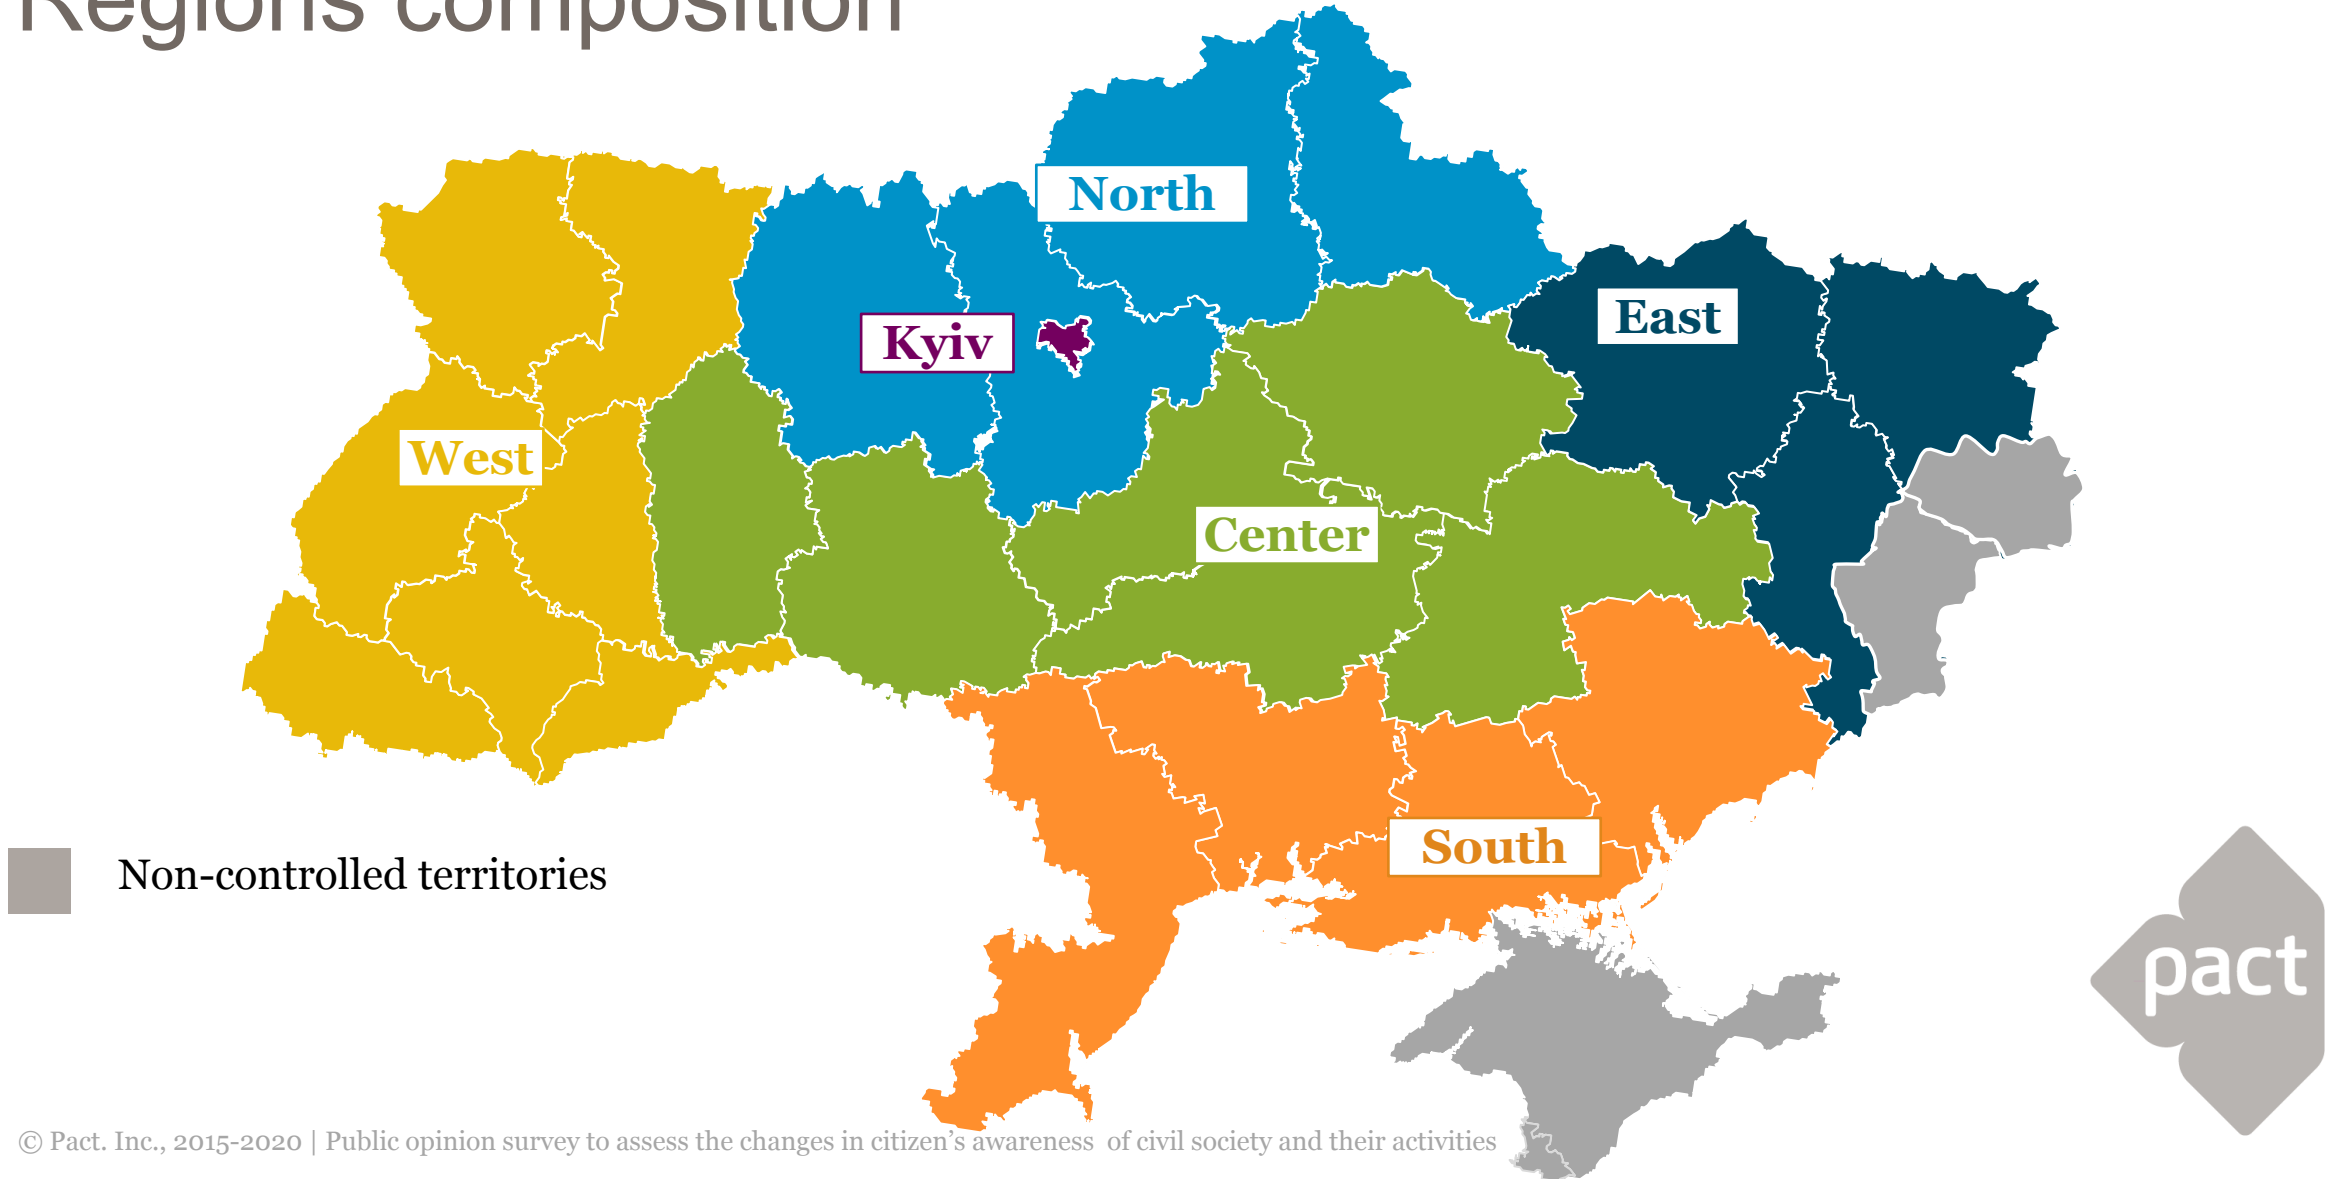 Regions composition
North
East
Kyiv
West
Center
South
Non-controlled territories
pact
© Pact. Inc., 2015-2020 | Public opinion survey to assess the changes in citizen’s awareness  of civil society and their activities